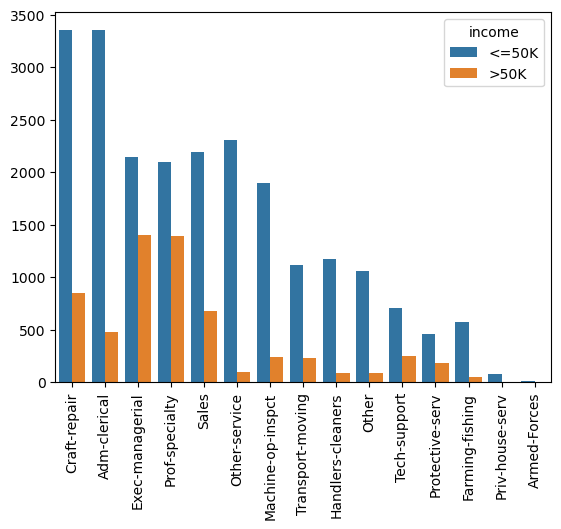 3500
3000
2500
2000
1500
1000
500
0
income
<=50K
>50K
Craft-repair
Adm-clerical
Exec-managerial
Prof-specialty
Sales
Other-service
Machine-op-inspct
Transport-moving
Handlers-cleaners
Other
Tech-support
Protective-serv
Farming-fishing
Priv-house-serv
Armed-Forces